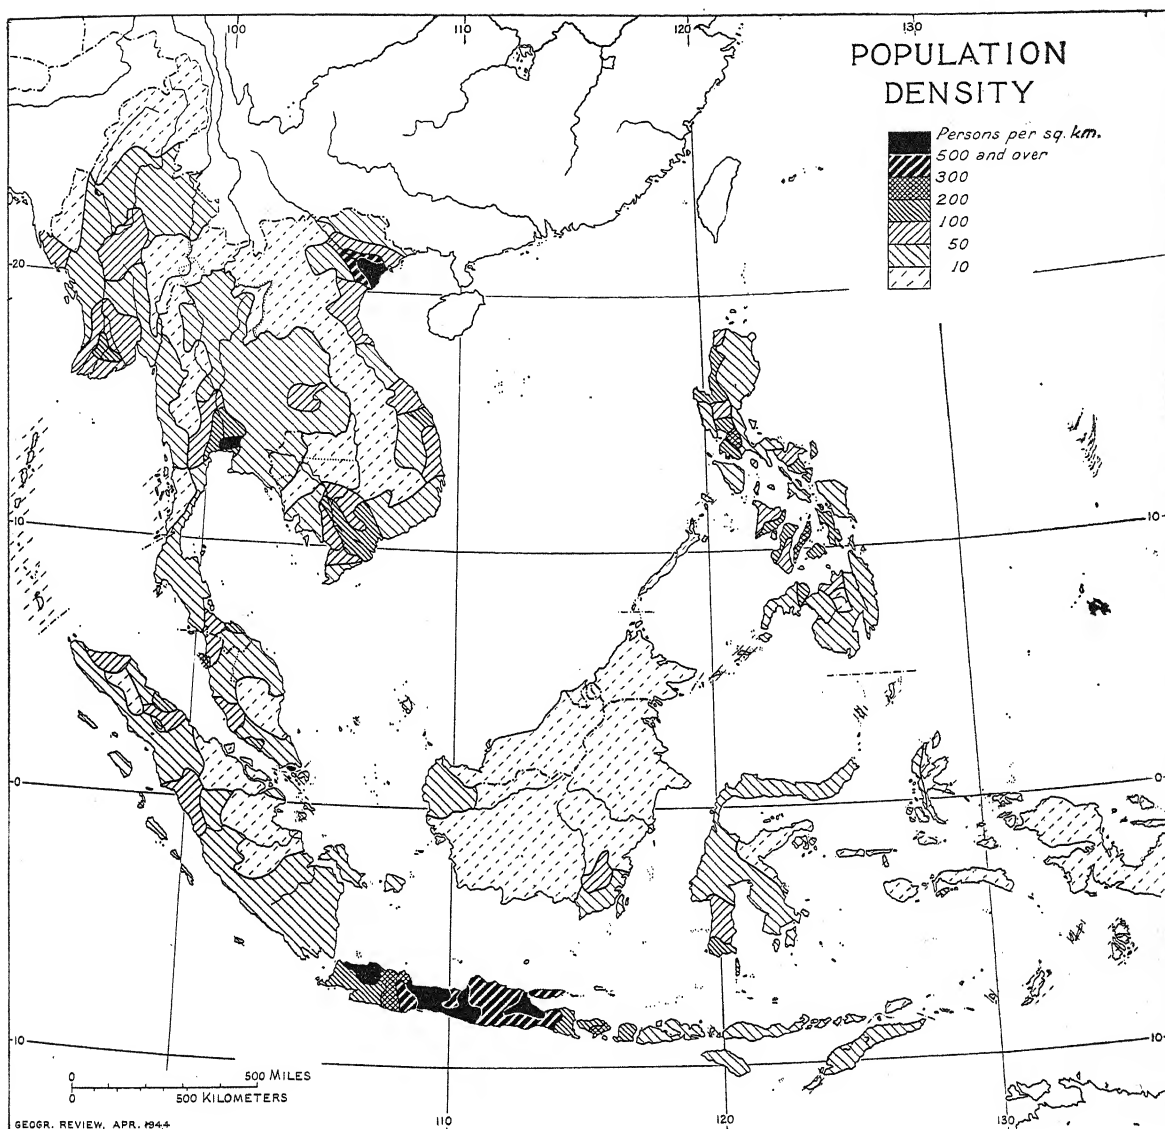 100
110
120
130
POPULATION
DENSITY
Persons per sq. km.
500 and over
300
200
100
50
10
20
10
10
0
0
10
10
0 500 MILES
0 500 KILOMETERS
110
120
130
GEOGR. REVIEW, APR. 1944